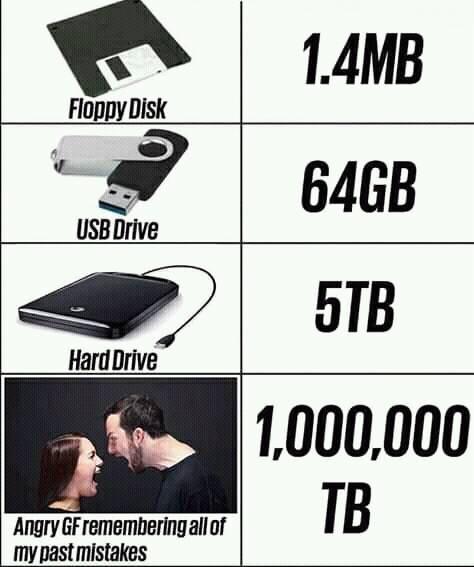 1.4MB
Floppy Disk
64GB
USB Drive
5TB
Hard Drive
1,000,000
TB
Angry GF remembering all of
my past mistakes